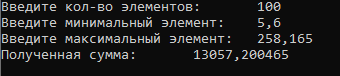 Введите кол-во элементов: 100
Введите минимальный элемент: 5,6
Введите максимальный элемент: 258,165
Полученная сумма: 13057,200465